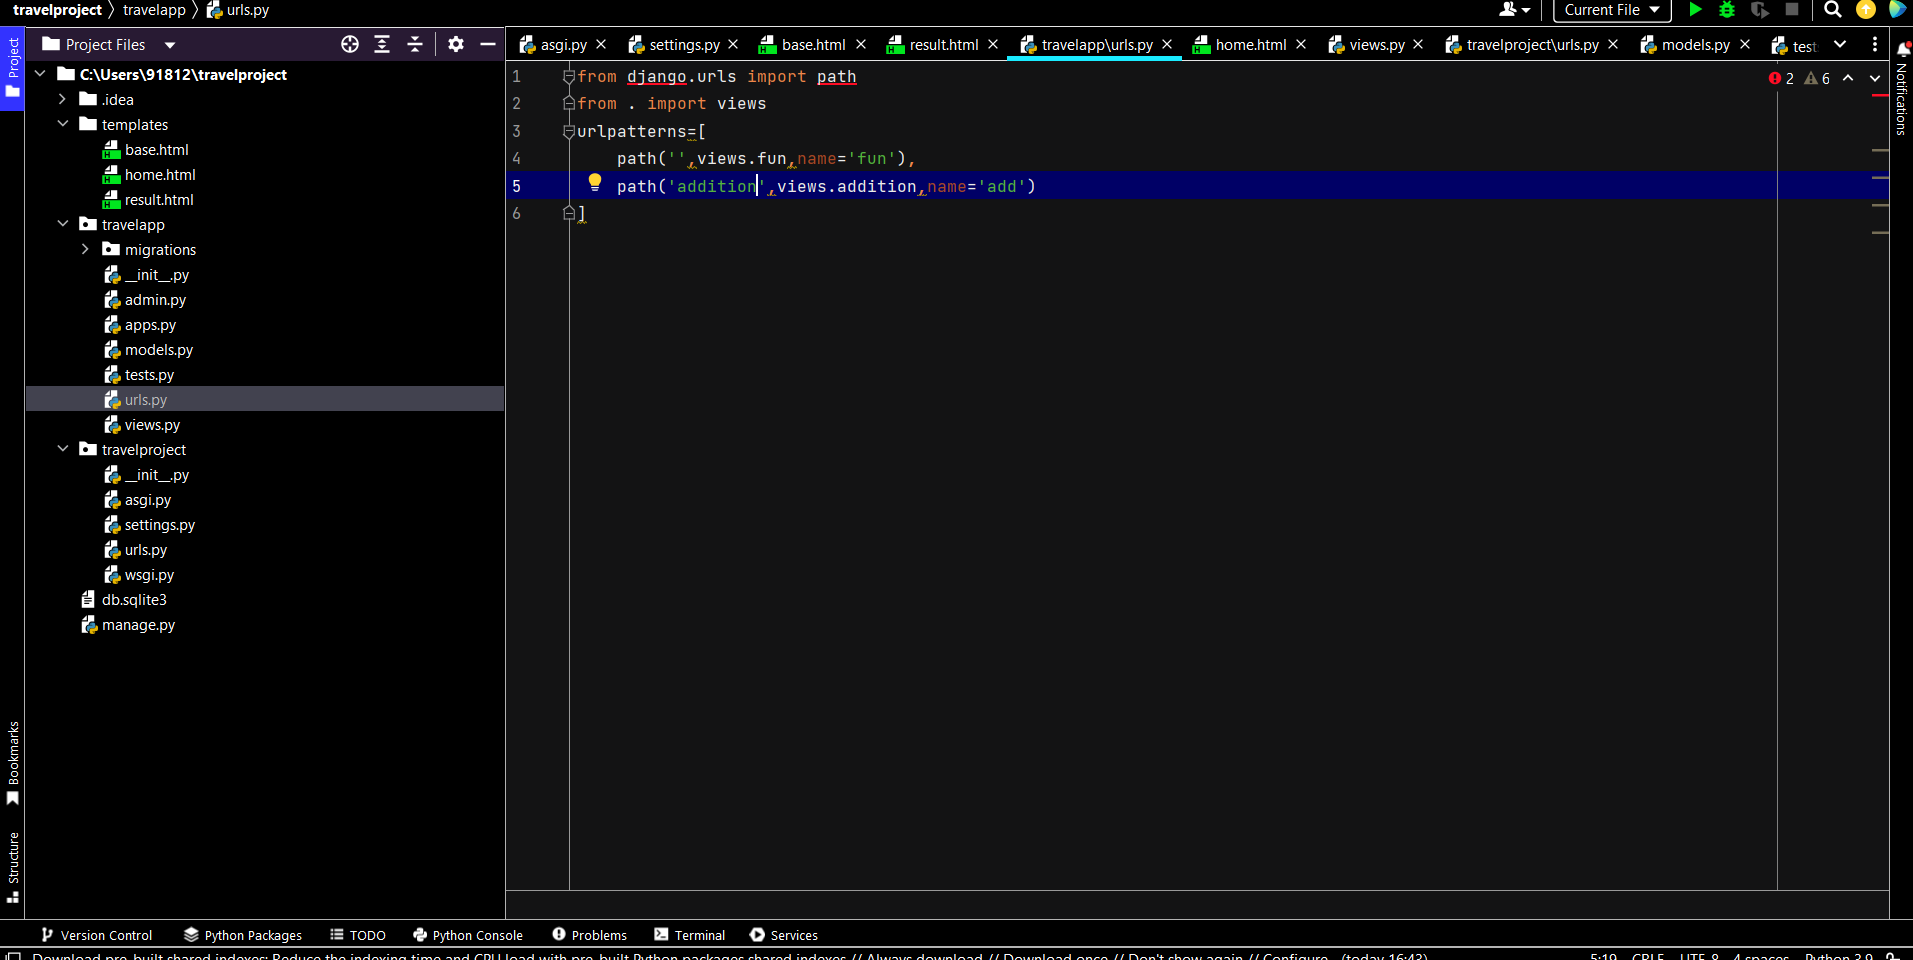 travelproject travelapp urls.py
Current File
Project
Project Files
asgi.py settings.py base.html result.html travelapp\urls.py home.html views.py travelproject\urls.py models.py test
Notifications
C:\Users\91812\travelproject
.idea
templates
base.html
home.html
result.html
travelapp
migrations
__init__.py
admin.py
apps.py
models.py
tests.py
urls.py
views.py
travelproject
__init__.py
asgi.py
settings.py
urls.py
wsgi.py
db.sqlite3
manage.py
1 from django.urls import path
2 6
2 from . import views
3 urlpatterns=[
4 path('',views.fun,name='fun'),
5 path('addition',views.addition,name='add')
6 ]
Bookmarks
Structure
Version Control Python Packages TODO Python Console Problems Terminal Services
Download pre-built shared indexes: Reduce the indexing time and CPU load with pre-built Python packages shared indexes // Always download // Download once // Don't show again // Configure... (today 16:43) 5:19 CRLF UTF-8 4 spaces Python 3.9